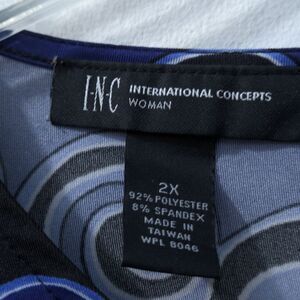 I·N·C INTERNATIONAL CONCEPTS
WOMAN
2X
92% POLYESTER
8% SPANDEX
MADE IN
TAIWAN
WPL 8046